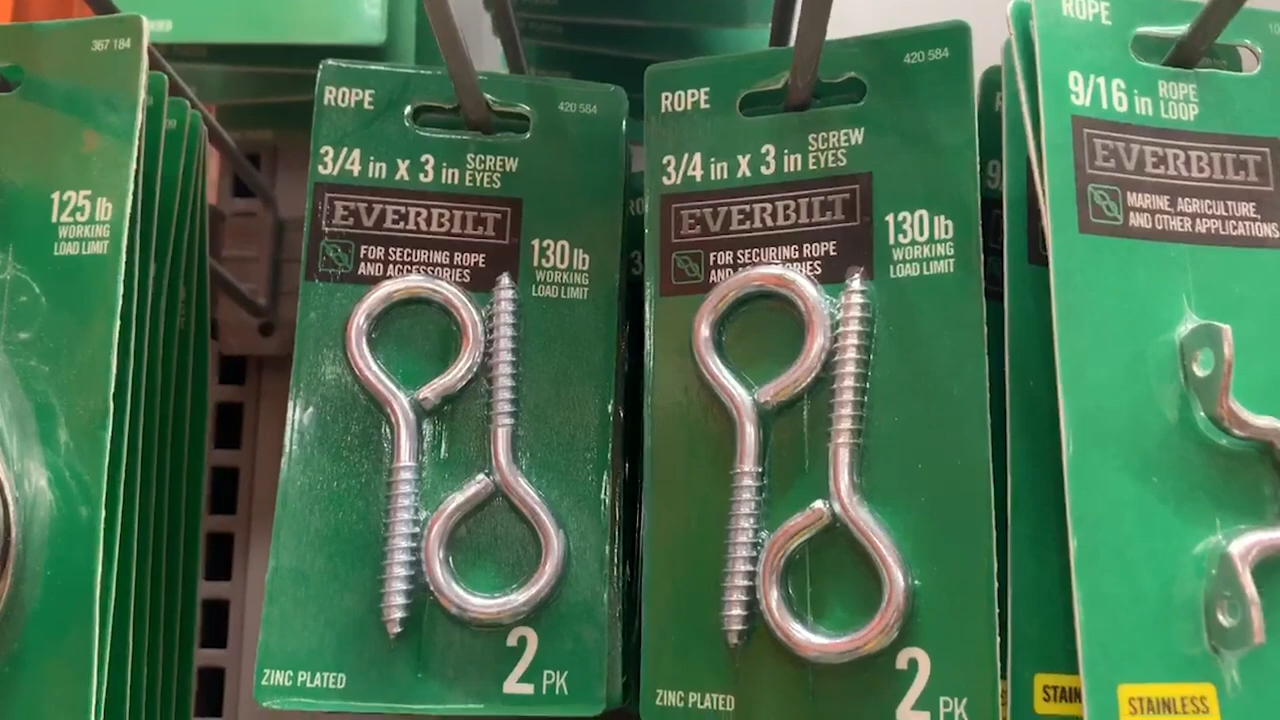 367 184
125 lb
WORKING
LOAD LIMIT
ROPE
420 584
3/4 in x 3 in SCREW EYES
EVERBILT
FOR SECURING ROPE
AND ACCESSORIES
130 lb
WORKING
LOAD LIMIT
ZINC PLATED
2 PK
ROPE
420 584
3/4 in x 3 in SCREW EYES
EVERBILT
FOR SECURING ROPE
AND ACCESSORIES
130 lb
WORKING
LOAD LIMIT
ZINC PLATED
2 PK
ROPE
9/16 in ROPE LOOP
EVERBILT
MARINE, AGRICULTURE,
AND OTHER APPLICATIONS
STAIN
STAINLESS